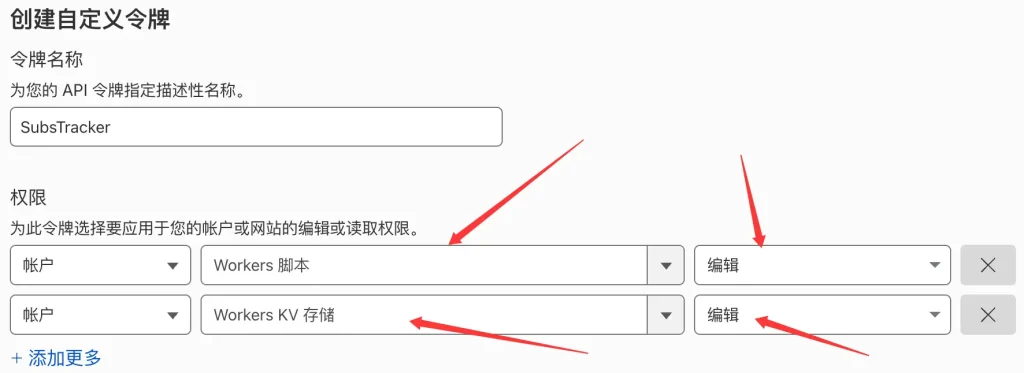 创建自定义令牌
令牌名称
为您的 API 令牌指定描述性名称。
SubsTracker
权限
为此令牌选择要应用于您的帐户或网站的编辑或读取权限。
帐户 Workers 脚本 编辑
帐户 Workers KV 存储 编辑
+ 添加更多